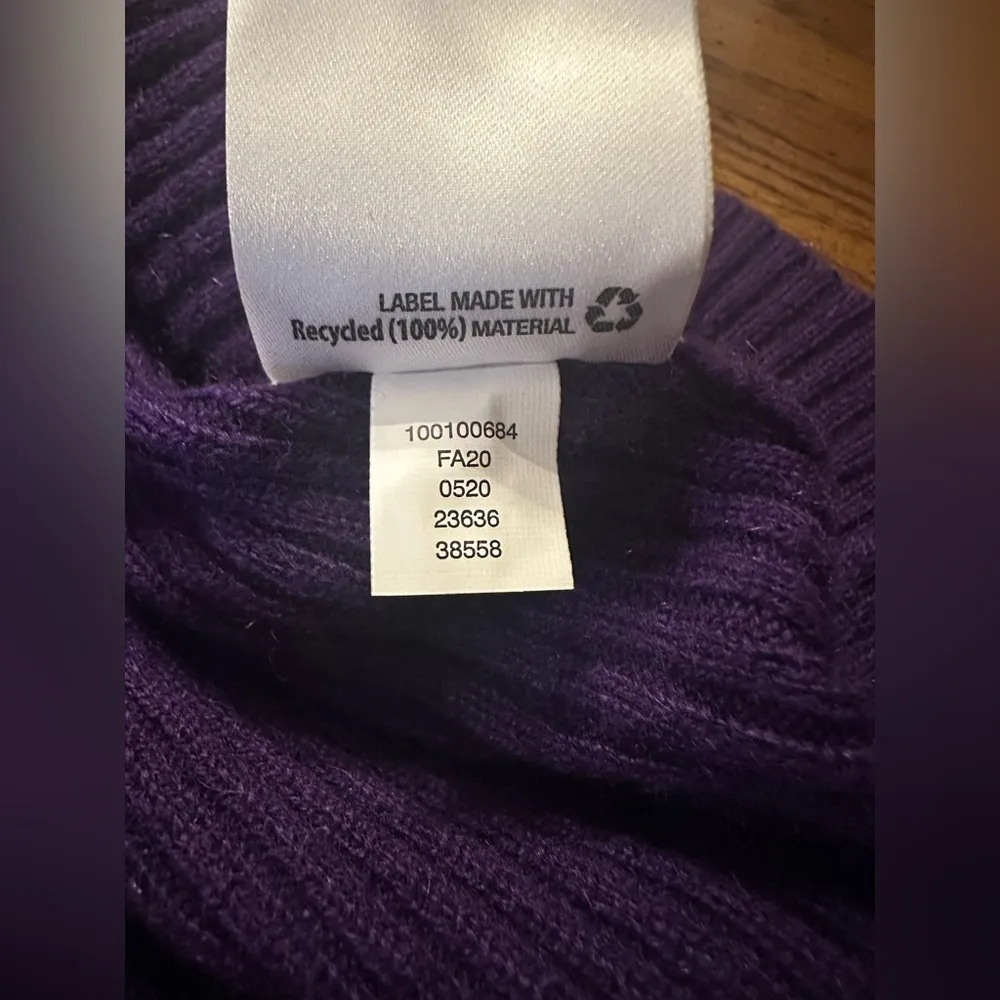 LABEL MADE WITH
Recycled (100%) MATERIAL
100100684
FA20
0520
23636
38558